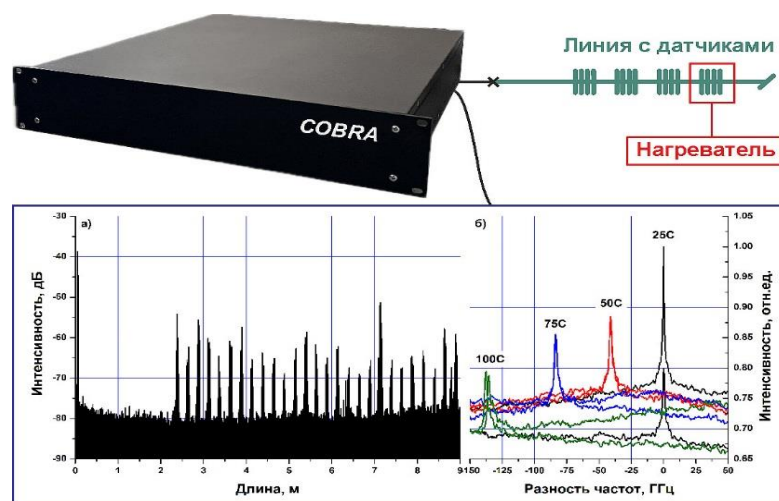 Линия с датчиками
COBRA
Нагреватель
а)
Интенсивность, дБ
-30
-40
-50
-60
-70
-80
-90
0 1 2 3 4 5 6 7 8 9
Длина, м
б)
25C
50C
75C
100C
1.05
1.00
0.95
0.90
0.85
0.80
0.75
0.70
0.65
Интенсивность, отн.ед.
-150 -125 -100 -75 -50 -25 0 25 50
Разность частот, ГГц